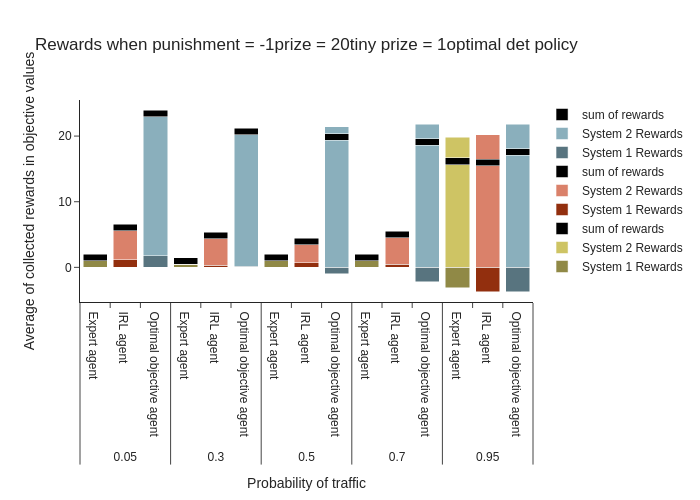 Rewards when punishment = -1prize = 20tiny prize = 1optimal det policy
Average of collected rewards in objective values
20
10
0
sum of rewards
System 2 Rewards
System 1 Rewards
sum of rewards
System 2 Rewards
System 1 Rewards
sum of rewards
System 2 Rewards
System 1 Rewards
Expert agent
IRL agent
Optimal objective agent
Expert agent
IRL agent
Optimal objective agent
Expert agent
IRL agent
Optimal objective agent
Expert agent
IRL agent
Optimal objective agent
Expert agent
IRL agent
Optimal objective agent
0.05
0.3
0.5
0.7
0.95
Probability of traffic